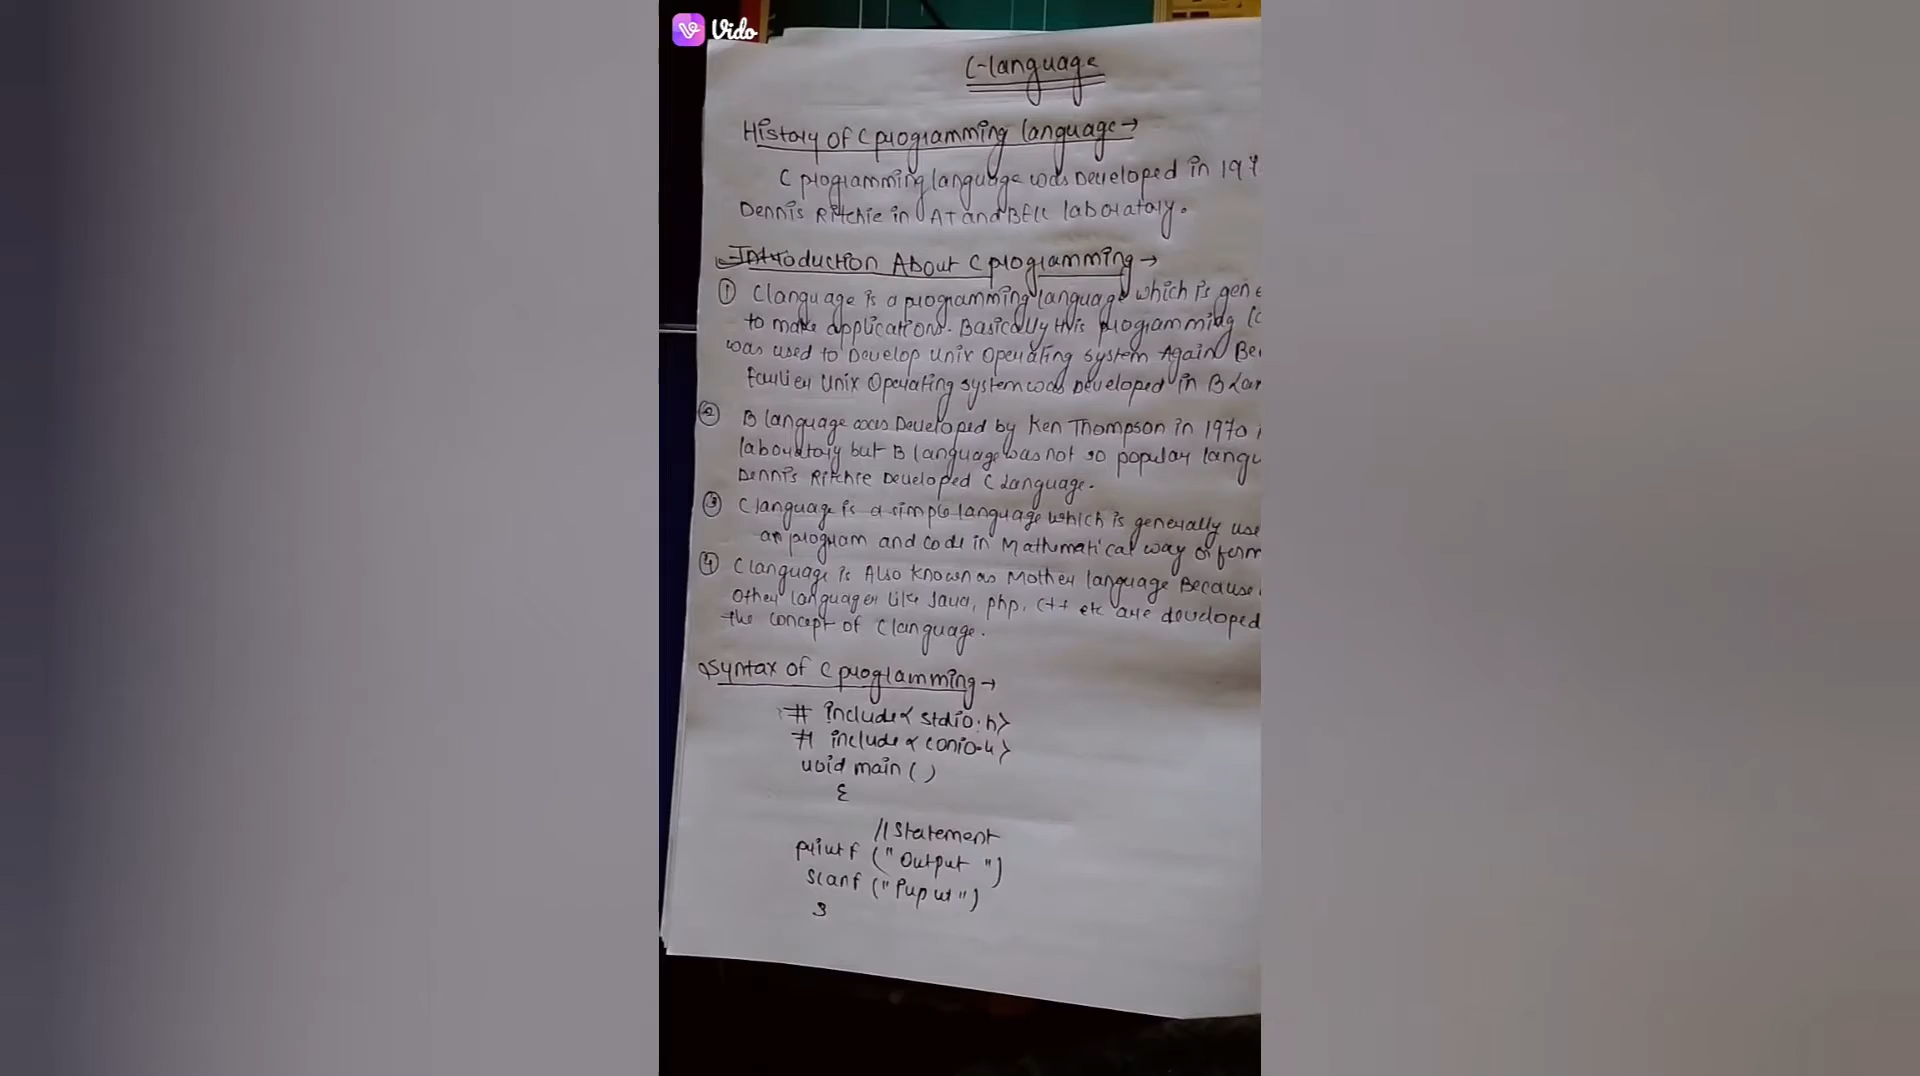 Vido
C-language
History of C programming language→
C programming language was Developed in 197
Dennis Ritchie in AT and BELL laboratory.
Introduction About C programming →
① C language is a programming language which is gene
to make applications. Basically this programming la
was used to Develop Unix Operating system Again Be
Earlier Unix Operating system was Developed in B Lan
② B language was Developed by Ken Thompson in 1970 i
laboratory but B language was not so popular langu
Dennis Ritchie Developed C Language.
③ C language is a simple language which is generally use
an program and code in Mathematical way or form
④ C language is Also known as Mother language Because
Other languages like Java, php, C++ etc are developed
the concept of C language.
Syntax of C programming→
# include<stdio.h>
# include<conio.h>
void main ( )
{
// Statement
printf ("Output ")
scanf ("Input")
}